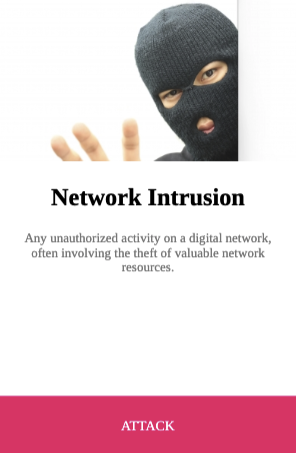 Network Intrusion
Any unauthorized activity on a digital network,
often involving the theft of valuable network
resources.
ATTACK